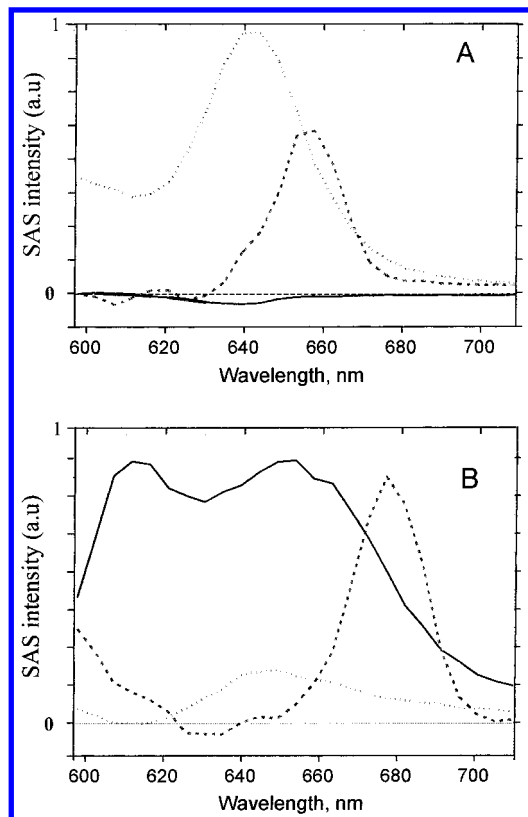 1
A
SAS intensity (a.u)
0
600 620 640 660 680 700
Wavelength, nm
1
B
SAS intensity (a.u)
0
600 620 640 660 680 700
Wavelength, nm